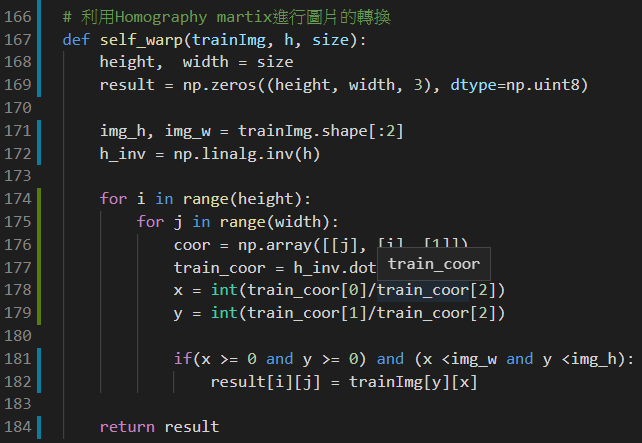 166 # 利用Homography martix進行圖片的轉換
167 def self_warp(trainImg, h, size):
168 height, width = size
169 result = np.zeros((height, width, 3), dtype=np.uint8)
170
171 img_h, img_w = trainImg.shape[:2]
172 h_inv = np.linalg.inv(h)
173
174 for i in range(height):
175 for j in range(width):
176 coor = np.array([[j], [i], [1]])
177 train_coor = h_inv.dot
train_coor
178 x = int(train_coor[0]/train_coor[2])
179 y = int(train_coor[1]/train_coor[2])
180
181 if(x >= 0 and y >= 0) and (x <img_w and y <img_h):
182 result[i][j] = trainImg[y][x]
183
184 return result